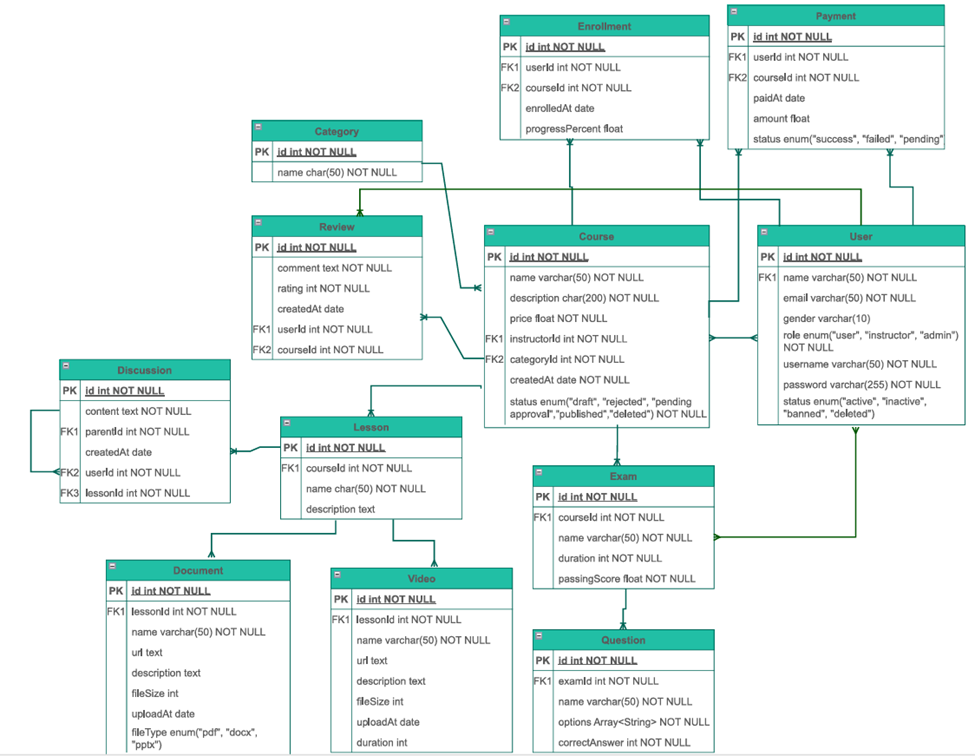 Enrollment
PK id int NOT NULL
FK1 userId int NOT NULL
FK2 courseId int NOT NULL
enrolledAt date
progressPercent float
Payment
PK id int NOT NULL
FK1 userId int NOT NULL
FK2 courseId int NOT NULL
paidAt date
amount float
status enum("success", "failed", "pending"
Category
PK id int NOT NULL
name char(50) NOT NULL
Review
PK id int NOT NULL
comment text NOT NULL
rating int NOT NULL
createdAt date
FK1 userId int NOT NULL
FK2 courseId int NOT NULL
Course
PK id int NOT NULL
name varchar(50) NOT NULL
description char(200) NOT NULL
price float NOT NULL
FK1 instructorId int NOT NULL
FK2 categoryId int NOT NULL
createdAt date NOT NULL
status enum("draft", "rejected", "pending
approval","published","deleted") NOT NULL
User
PK id int NOT NULL
FK1 name varchar(50) NOT NULL
email varchar(50) NOT NULL
gender varchar(10)
role enum("user", "instructor", "admin")
NOT NULL
username varchar(50) NOT NULL
password varchar(255) NOT NULL
status enum("active", "inactive",
"banned", "deleted")
Discussion
PK id int NOT NULL
content text NOT NULL
FK1 parentId int NOT NULL
createdAt date
FK2 userId int NOT NULL
FK3 lessonId int NOT NULL
Lesson
PK id int NOT NULL
FK1 courseId int NOT NULL
name char(50) NOT NULL
description text
Exam
PK id int NOT NULL
FK1 courseId int NOT NULL
name varchar(50) NOT NULL
duration int NOT NULL
passingScore float NOT NULL
Document
PK id int NOT NULL
FK1 lessonId int NOT NULL
name varchar(50) NOT NULL
url text
description text
fileSize int
uploadAt date
fileType enum("pdf", "docx",
"pptx")
Video
PK id int NOT NULL
FK1 lessonId int NOT NULL
name varchar(50) NOT NULL
url text
description text
fileSize int
uploadAt date
duration int
Question
PK id int NOT NULL
FK1 examId int NOT NULL
name varchar(50) NOT NULL
options Array<String> NOT NULL
correctAnswer int NOT NULL